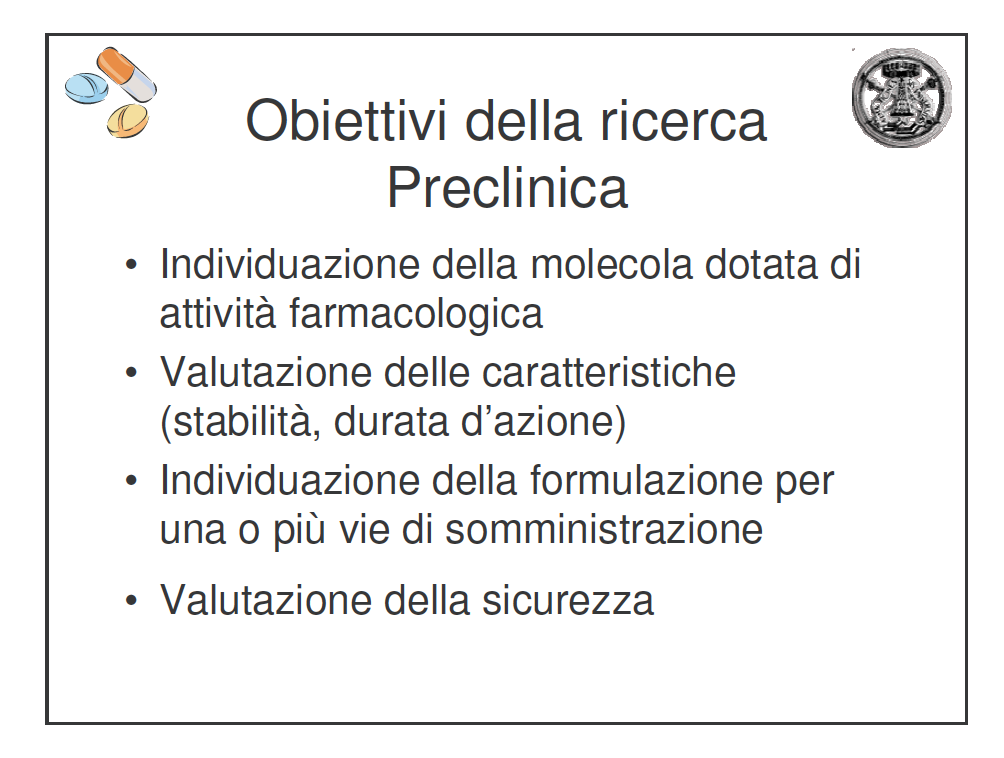 Obiettivi della ricerca
Preclinica
• Individuazione della molecola dotata di
attività farmacologica
• Valutazione delle caratteristiche
(stabilità, durata d’azione)
• Individuazione della formulazione per
una o più vie di somministrazione
• Valutazione della sicurezza